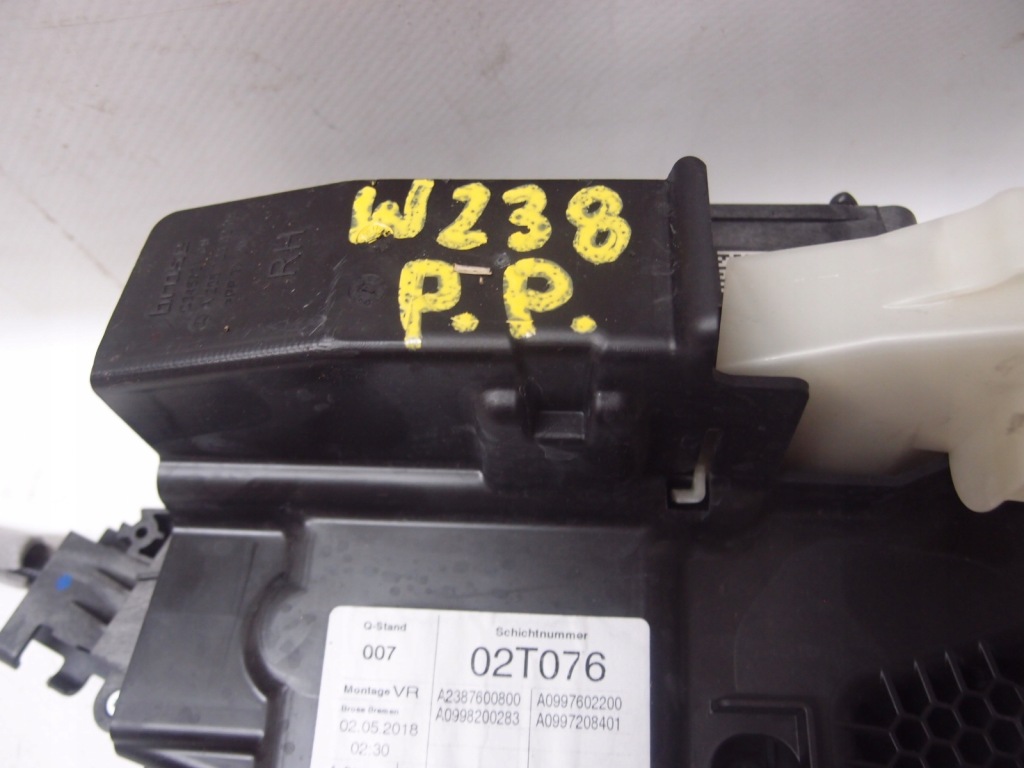 W238
P.P.
RH
brose
Q-Stand
007
Schichtnummer
02T076
Montage VR
A2387600800
A0997602200
A0998200283
A0997208401
Brose Bremen
02.05.2018
02:30